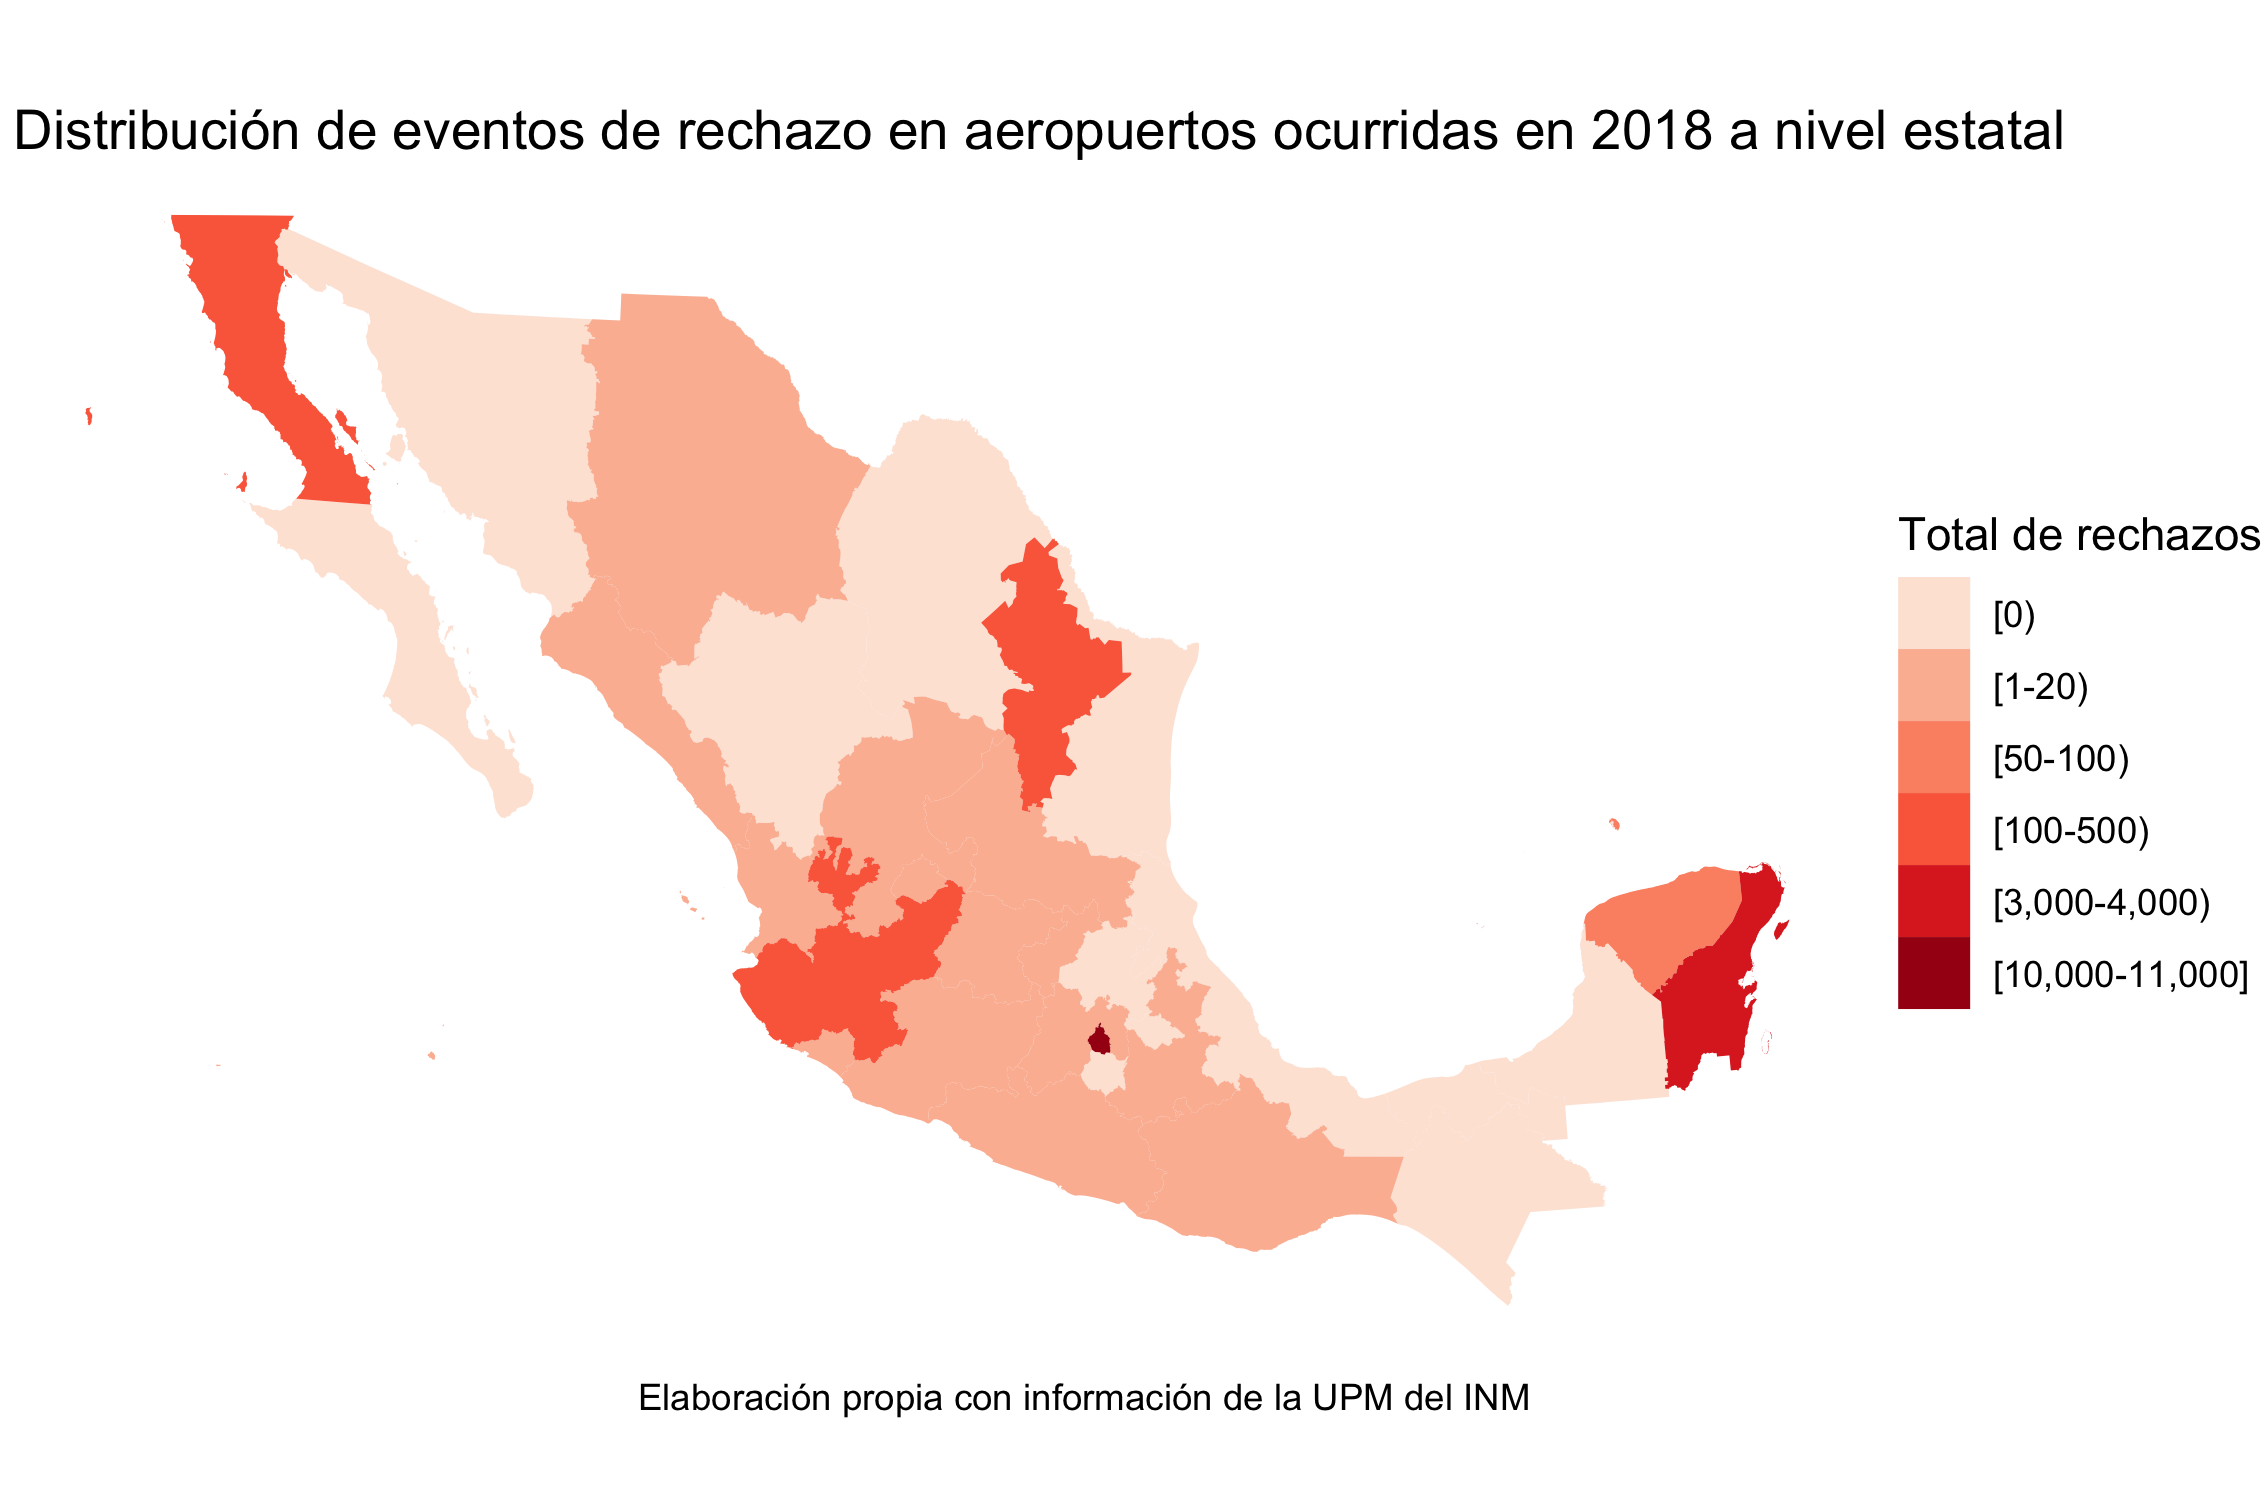 Distribución de eventos de rechazo en aeropuertos ocurridas en 2018 a nivel estatal
Total de rechazos
[0)
[1-20)
[50-100)
[100-500)
[3,000-4,000)
[10,000-11,000]
Elaboración propia con información de la UPM del INM